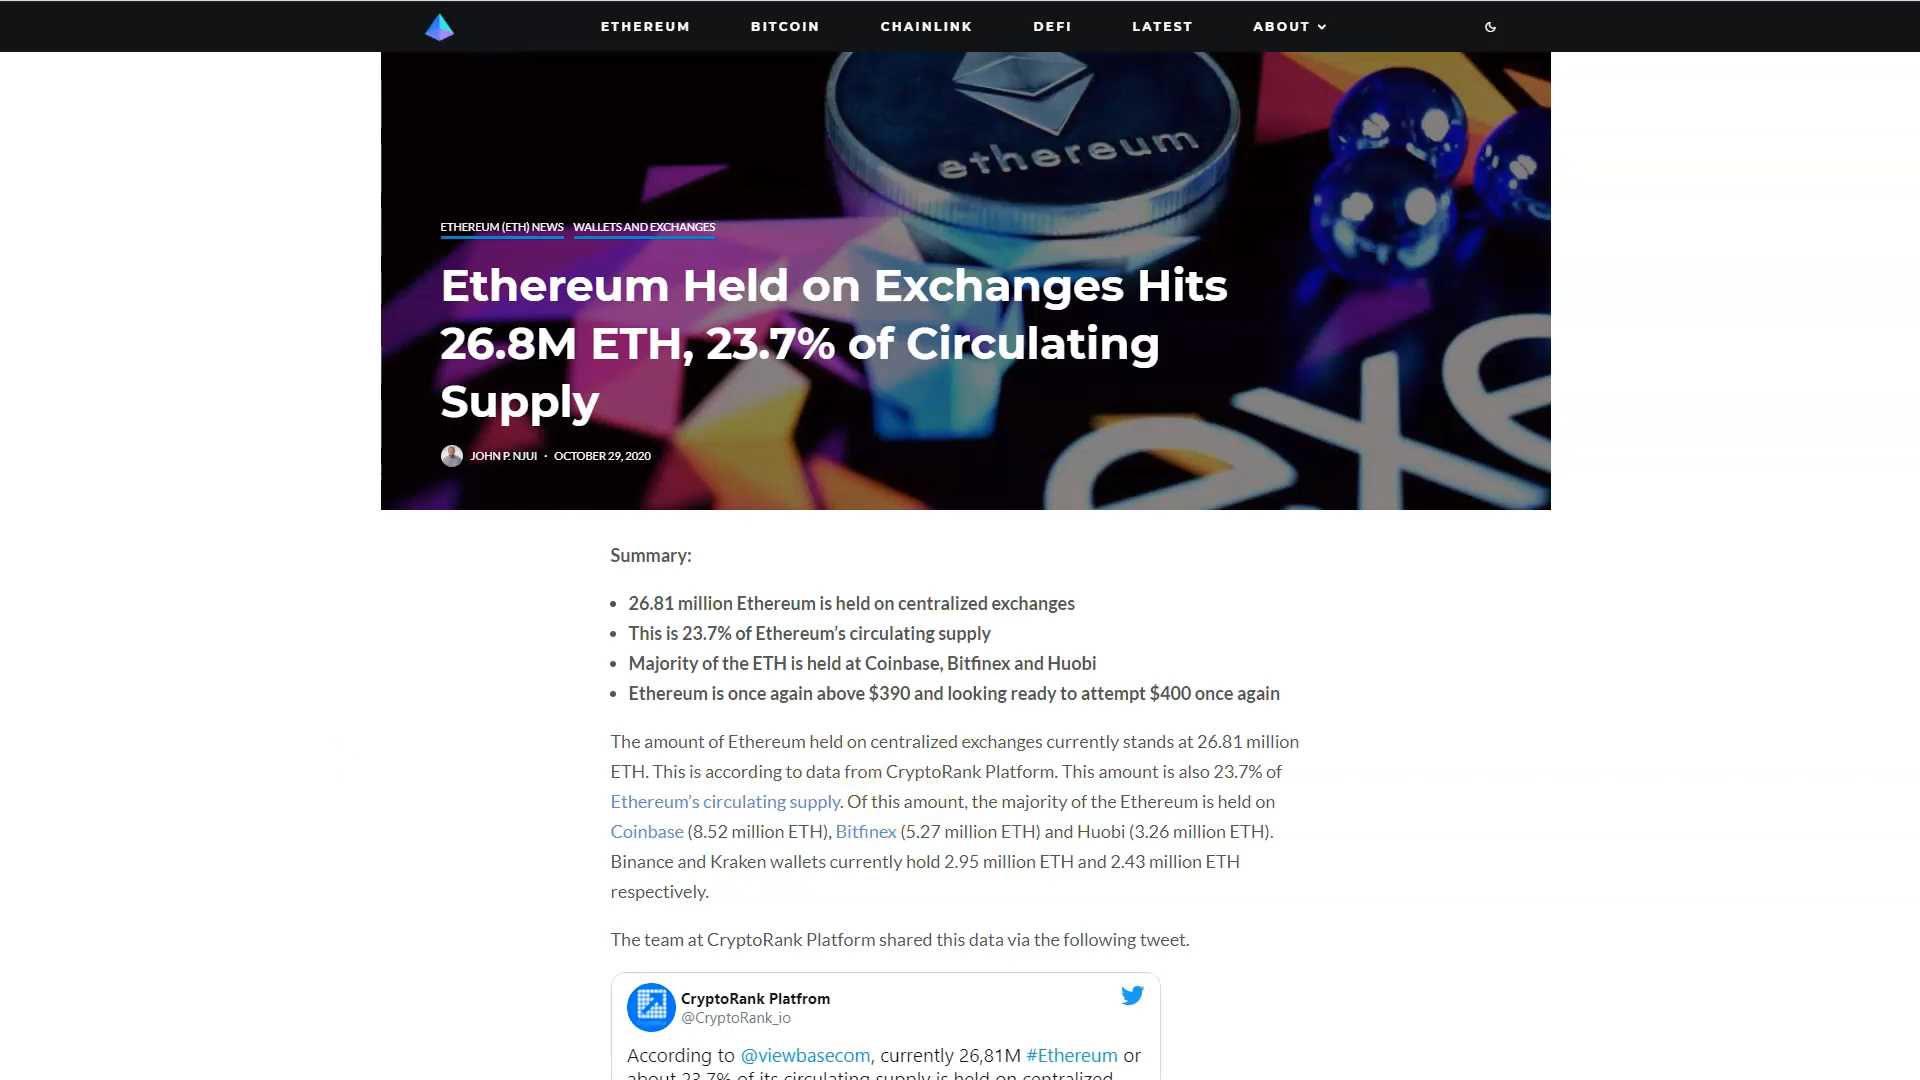 ETHEREUM BITCOIN CHAINLINK DEFI LATEST ABOUT
ethereum
ETHEREUM (ETH) NEWS WALLETS AND EXCHANGES
Ethereum Held on Exchanges Hits
26.8M ETH, 23.7% of Circulating
Supply
JOHN P. NJUI · OCTOBER 29, 2020
Summary:
• 26.81 million Ethereum is held on centralized exchanges
• This is 23.7% of Ethereum’s circulating supply
• Majority of the ETH is held at Coinbase, Bitfinex and Huobi
• Ethereum is once again above $390 and looking ready to attempt $400 once again
The amount of Ethereum held on centralized exchanges currently stands at 26.81 million
ETH. This is according to data from CryptoRank Platform. This amount is also 23.7% of
Ethereum’s circulating supply. Of this amount, the majority of the Ethereum is held on
Coinbase (8.52 million ETH), Bitfinex (5.27 million ETH) and Huobi (3.26 million ETH).
Binance and Kraken wallets currently hold 2.95 million ETH and 2.43 million ETH
respectively.
The team at CryptoRank Platform shared this data via the following tweet.
CryptoRank Platfrom
@CryptoRank_io
According to @viewbasecom, currently 26,81M #Ethereum or
about 23.7% of its circulating supply is held on centralized